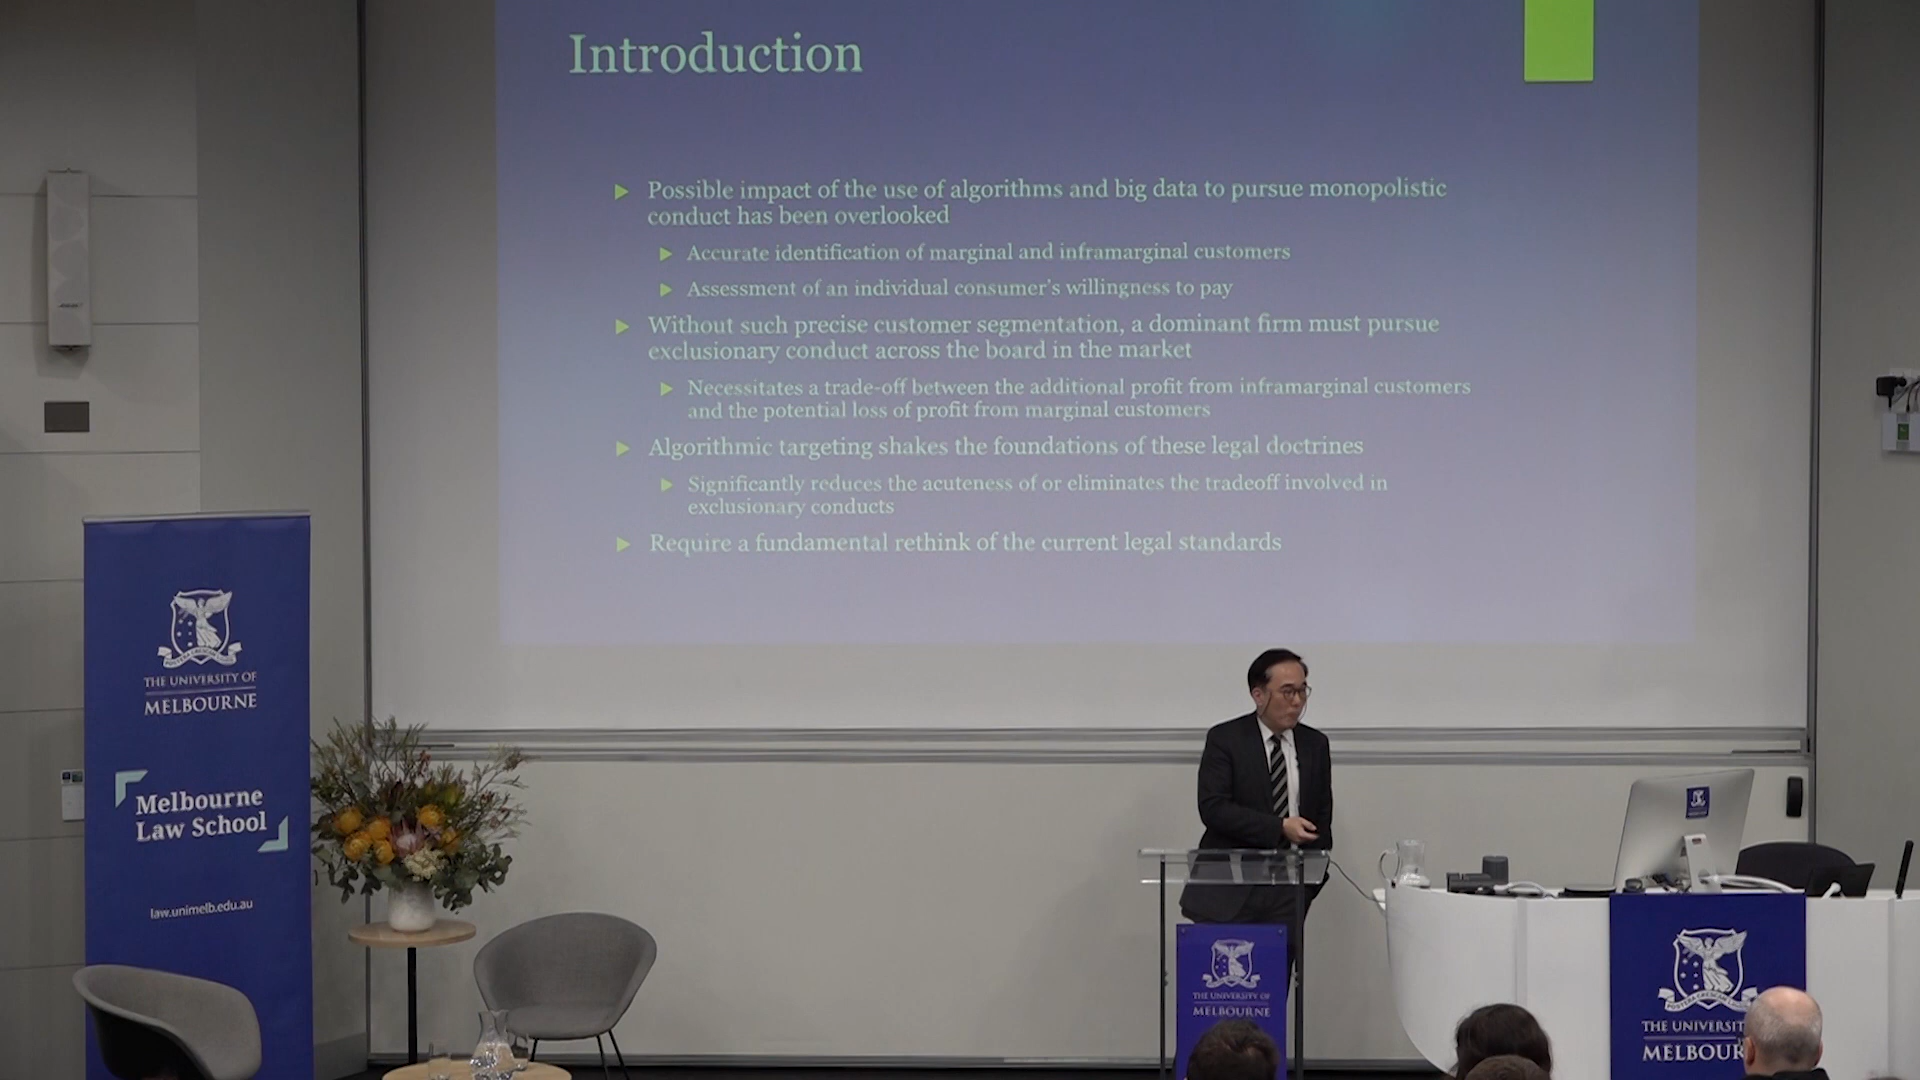 Introduction
Possible impact of the use of algorithms and big data to pursue monopolistic
conduct has been overlooked
Accurate identification of marginal and inframarginal customers
Assessment of an individual consumer's willingness to pay
Without such precise customer segmentation, a dominant firm must pursue
exclusionary conduct across the board in the market
Necessitates a trade-off between the additional profit from inframarginal customers
and the potential loss of profit from marginal customers
Algorithmic targeting shakes the foundations of these legal doctrines
Significantly reduces the acuteness of or eliminates the tradeoff involved in
exclusionary conducts
Require a fundamental rethink of the current legal standards
THE UNIVERSITY OF
MELBOURNE
Melbourne
Law School
law.unimelb.edu.au
THE UNIVERSITY OF
MELBOURNE
THE UNIVERSIT
MELBOUR